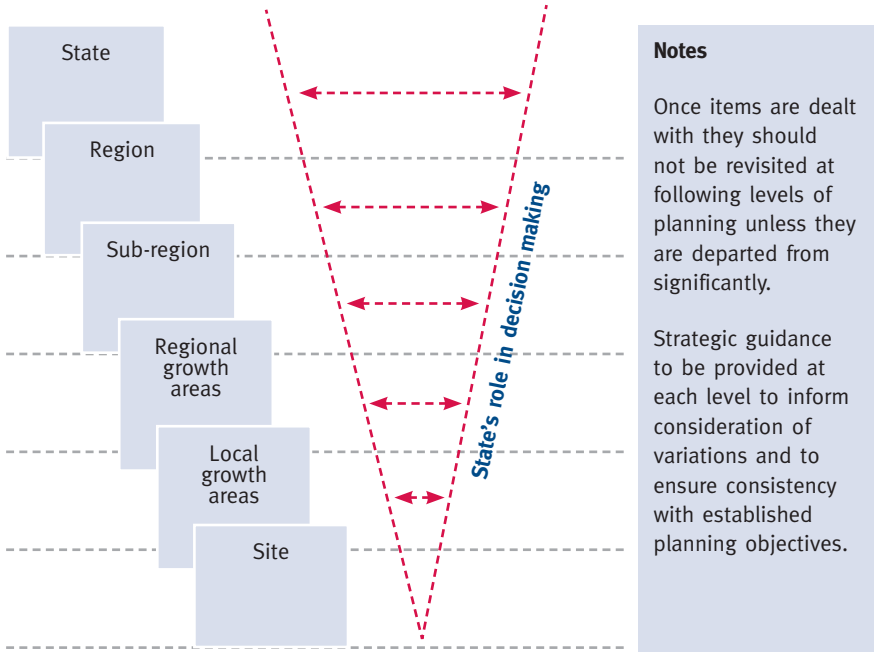 State
Region
Sub-region
Regional
growth
areas
Local
growth
areas
Site
State's role in decision making
Notes
Once items are dealt
with they should
not be revisited at
following levels of
planning unless they
are departed from
significantly.
Strategic guidance
to be provided at
each level to inform
consideration of
variations and to
ensure consistency
with established
planning objectives.